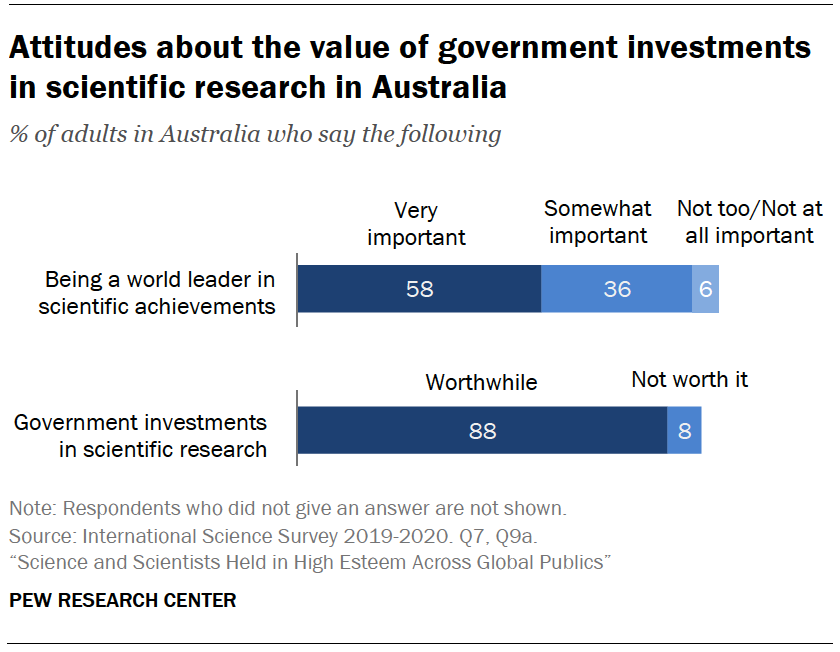 Attitudes about the value of government investments
in scientific research in Australia
% of adults in Australia who say the following
Very
important
Somewhat
important
Not too/Not at
all important
Being a world leader in
scientific achievements
58
36
6
Worthwhile
Not worth it
Government investments
in scientific research
88
8
Note: Respondents who did not give an answer are not shown.
Source: International Science Survey 2019-2020. Q7, Q9a.
“Science and Scientists Held in High Esteem Across Global Publics”
PEW RESEARCH CENTER